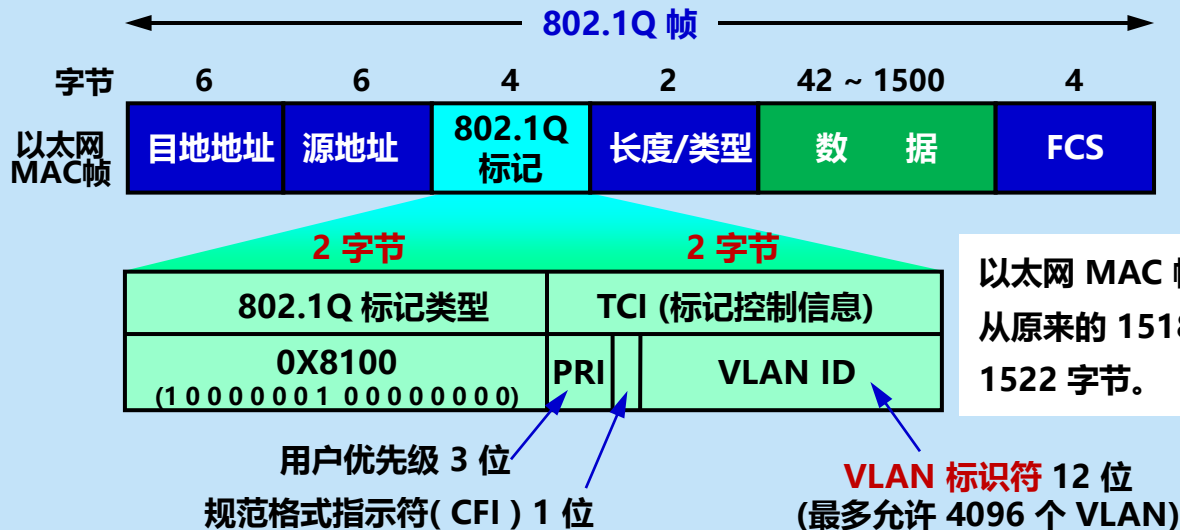 802.1Q 帧
字节 6 6 4 2 42 ~ 1500 4
以太网
MAC帧
目地地址 源地址 802.1Q
标记
长度/类型 数 据 FCS
2 字节 2 字节
802.1Q 标记类型 TCI (标记控制信息)
0X8100
(1 0 0 0 0 0 0 1 0 0 0 0 0 0 0 0)
PRI VLAN ID
以太网 MAC
从原来的 151
1522 字节。
用户优先级 3 位
规范格式指示符( CFI ) 1 位
VLAN 标识符 12 位
(最多允许 4096 个 VLAN)